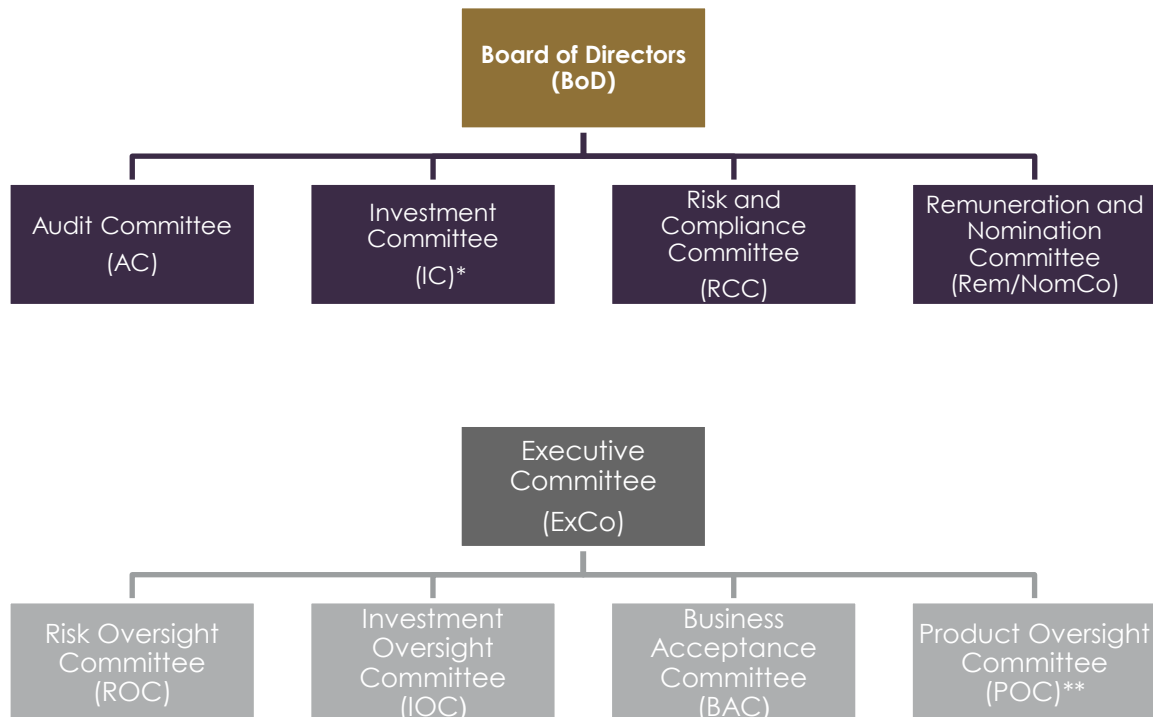 Board of Directors
(BoD)
Audit Committee
(AC)
Investment
Committee
(IC)*
Risk and
Compliance
Committee
(RCC)
Remuneration and
Nomination
Committee
(Rem/NomCo)
Executive
Committee
(ExCo)
Risk Oversight
Committee
(ROC)
Investment
Oversight
Committee
(IOC)
Business
Acceptance
Committee
(BAC)
Product Oversight
Committee
(POC)**